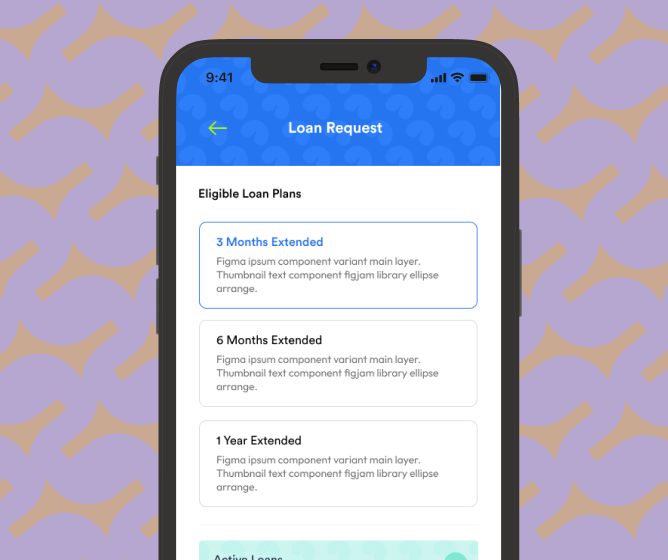 9:41
Loan Request
Eligible Loan Plans
3 Months Extended
Figma ipsum component variant main layer.
Thumbnail text component figjam library ellipse
arrange.
6 Months Extended
Figma ipsum component variant main layer.
Thumbnail text component figjam library ellipse
arrange.
1 Year Extended
Figma ipsum component variant main layer.
Thumbnail text component figjam library ellipse
arrange.
Active Loans